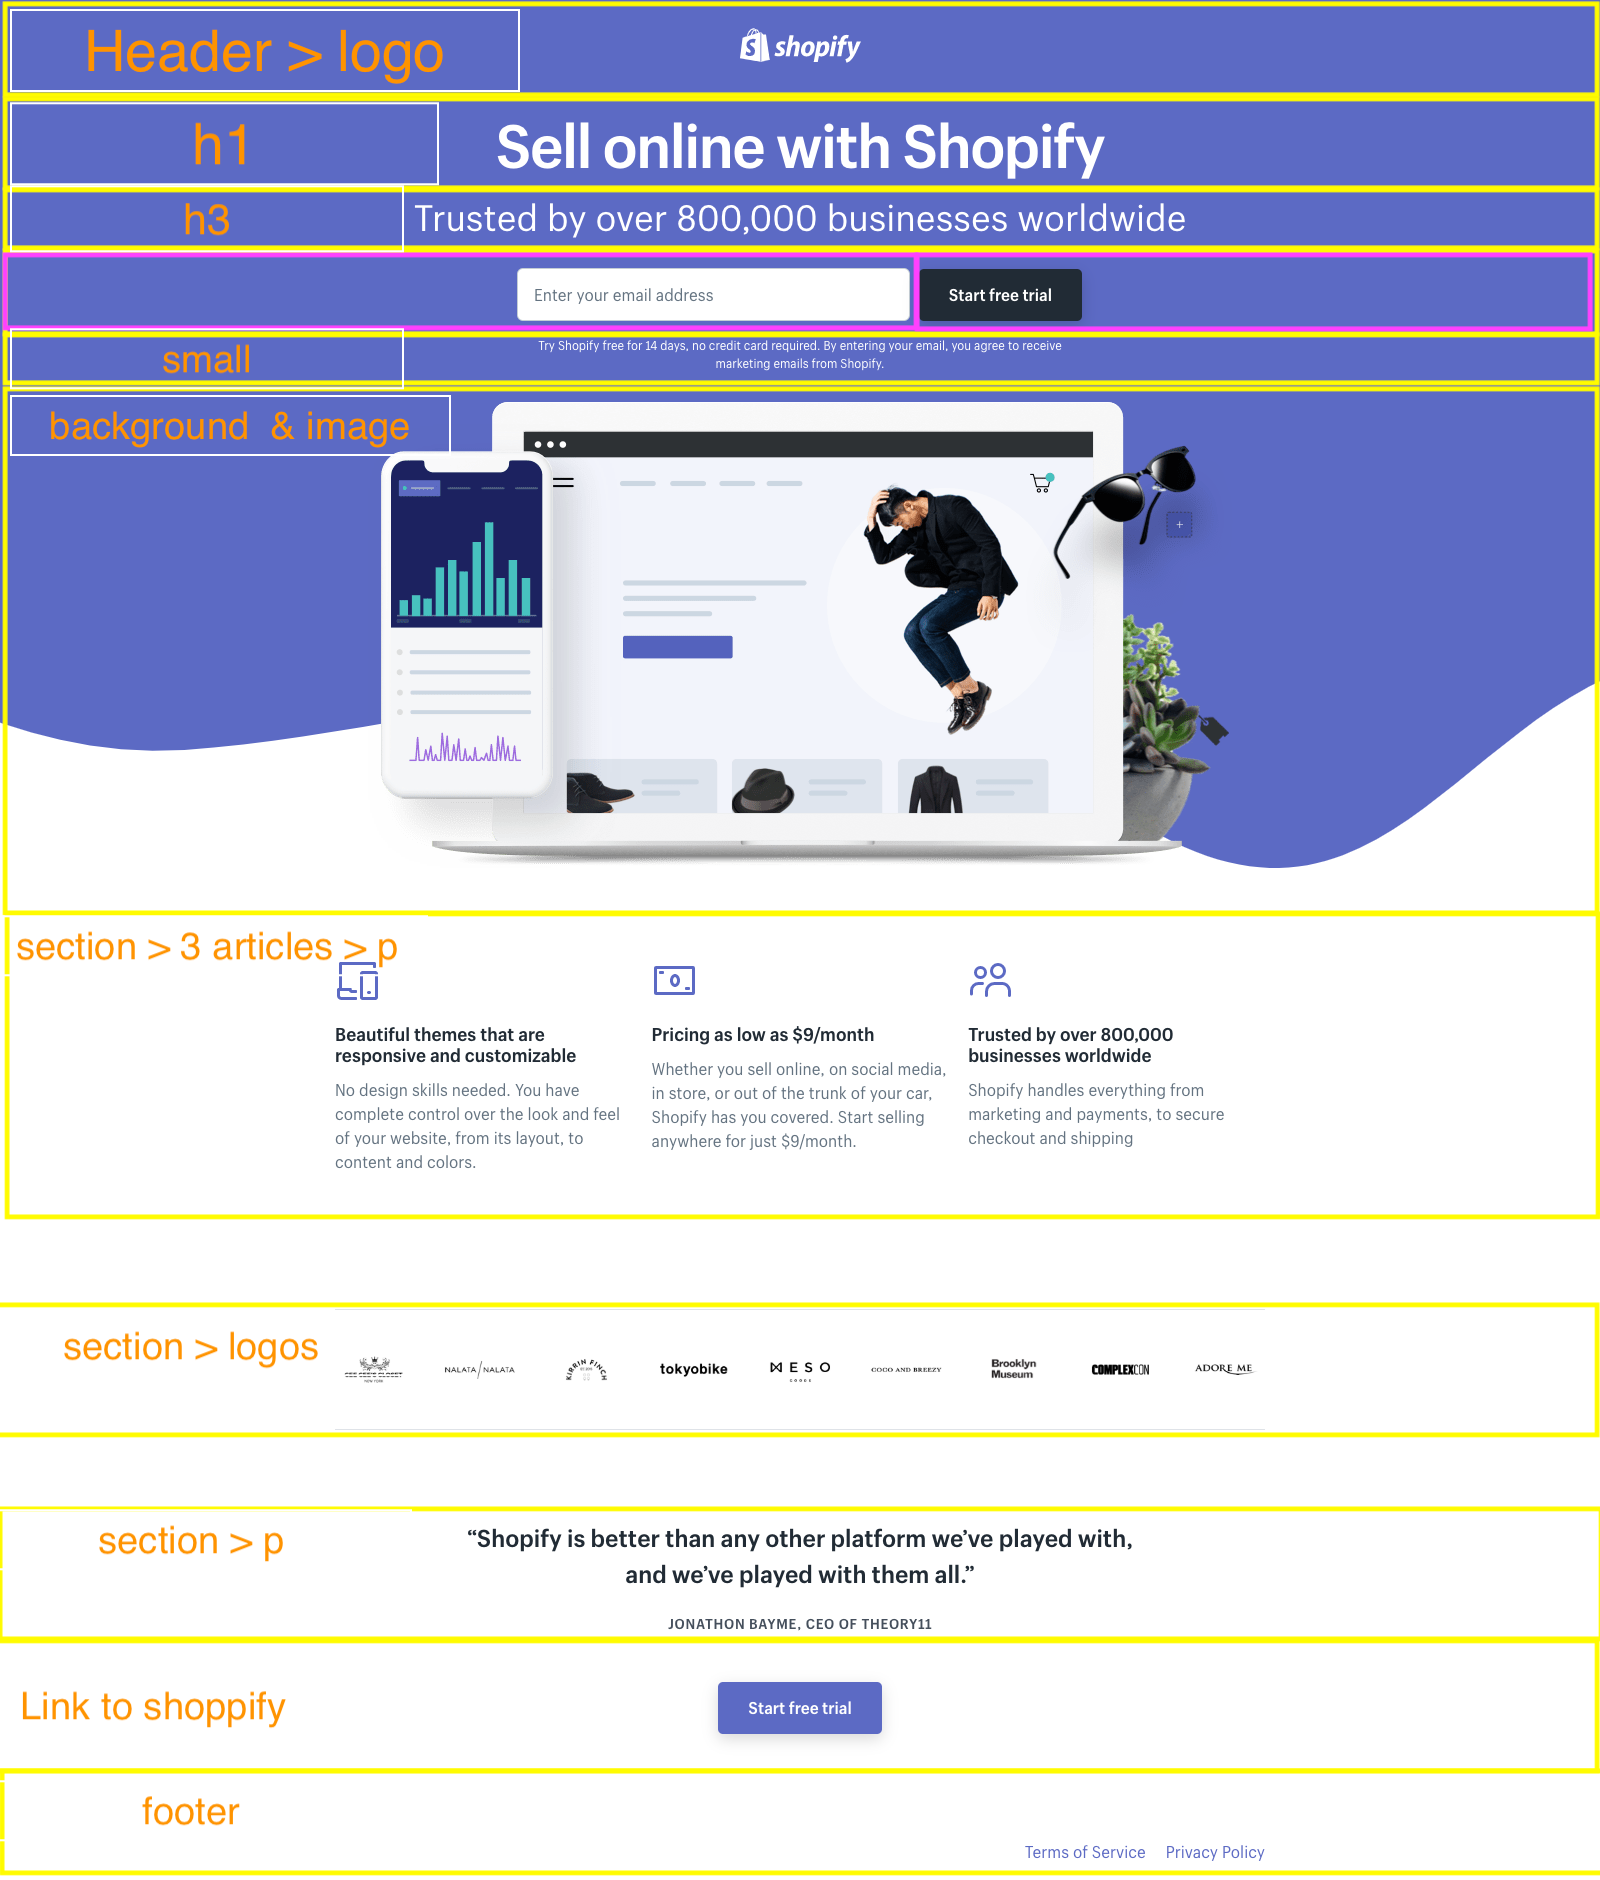 Header > logo
shopify
h1
Sell online with Shopify
h3
Trusted by over 800,000 businesses worldwide
Enter your email address
Start free trial
small
Try Shopify free for 14 days, no credit card required. By entering your email, you agree to receive
marketing emails from Shopify.
background & image
section > 3 articles > p
Beautiful themes that are
responsive and customizable
No design skills needed. You have
complete control over the look and feel
of your website, from its layout, to
content and colors.
Pricing as low as $9/month
Whether you sell online, on social media,
in store, or out of the trunk of your car,
Shopify has you covered. Start selling
anywhere for just $9/month.
Trusted by over 800,000
businesses worldwide
Shopify handles everything from
marketing and payments, to secure
checkout and shipping
section > logos
NEW YORK
NALATA/NALATA
KIRRIN FINCH
tokyobike
MESO
GOODS
COCO AND BREEZY
Brooklyn
Museum
COMPLEXCON
ADORE ME
section > p
“Shopify is better than any other platform we’ve played with,
and we’ve played with them all.”
JONATHON BAYME, CEO OF THEORY11
Link to shoppify
Start free trial
footer
Terms of Service
Privacy Policy